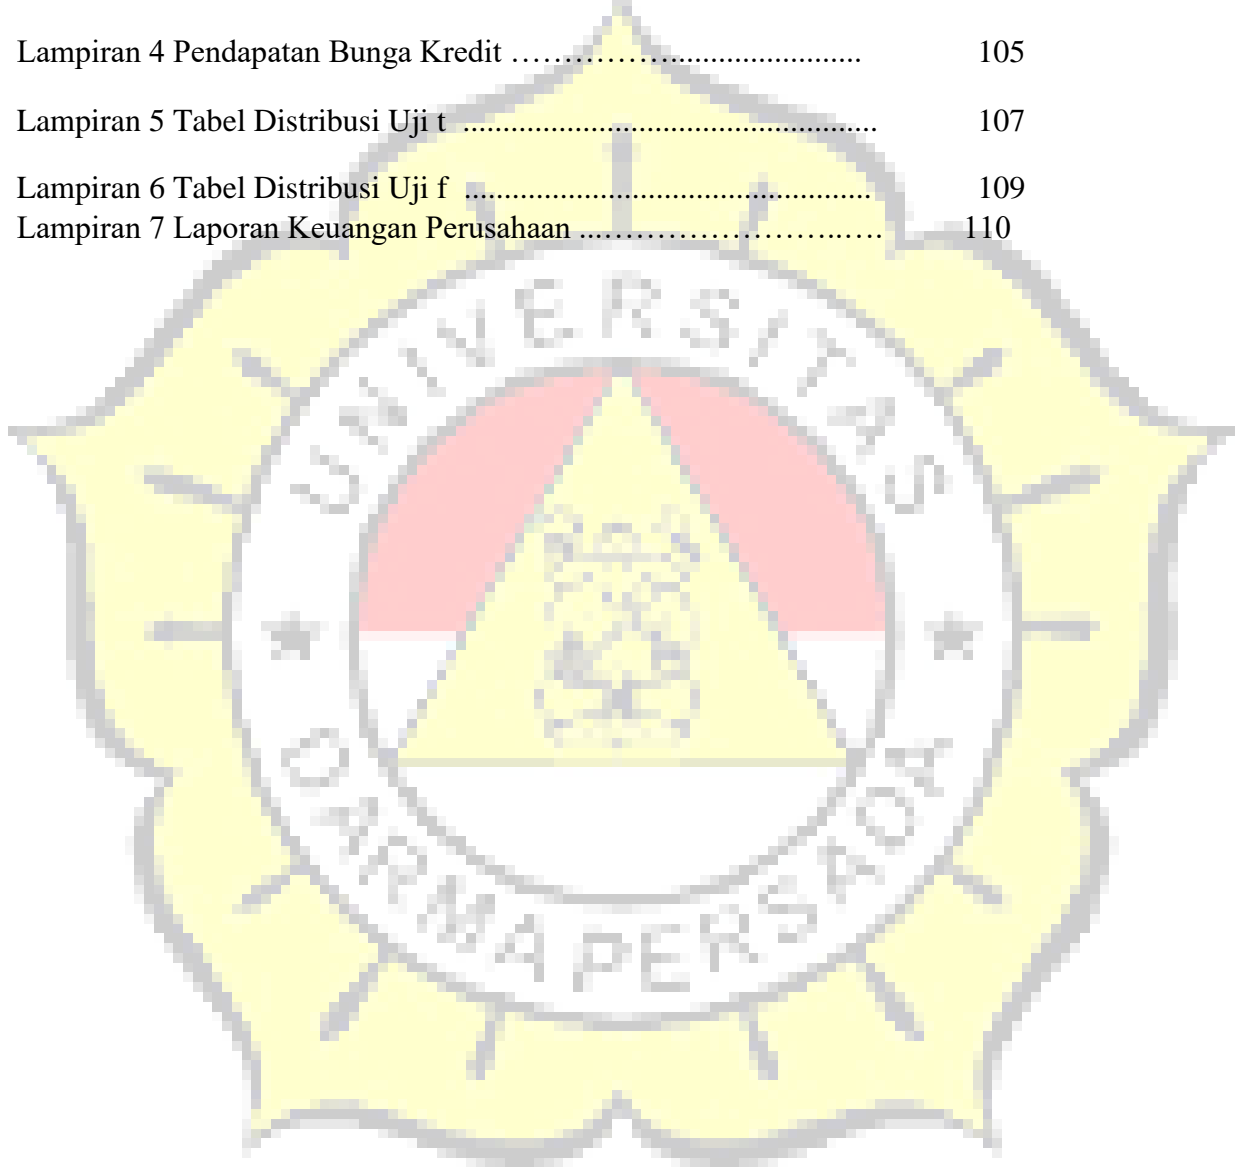 Lampiran 4 Pendapatan Bunga Kredit ……………........................ 105
Lampiran 5 Tabel Distribusi Uji t .................................................... 107
Lampiran 6 Tabel Distribusi Uji f ................................................... 109
Lampiran 7 Laporan Keuangan Perusahaan ....…………………….…. 110
UNIVERSITAS
DARMA PERSADA